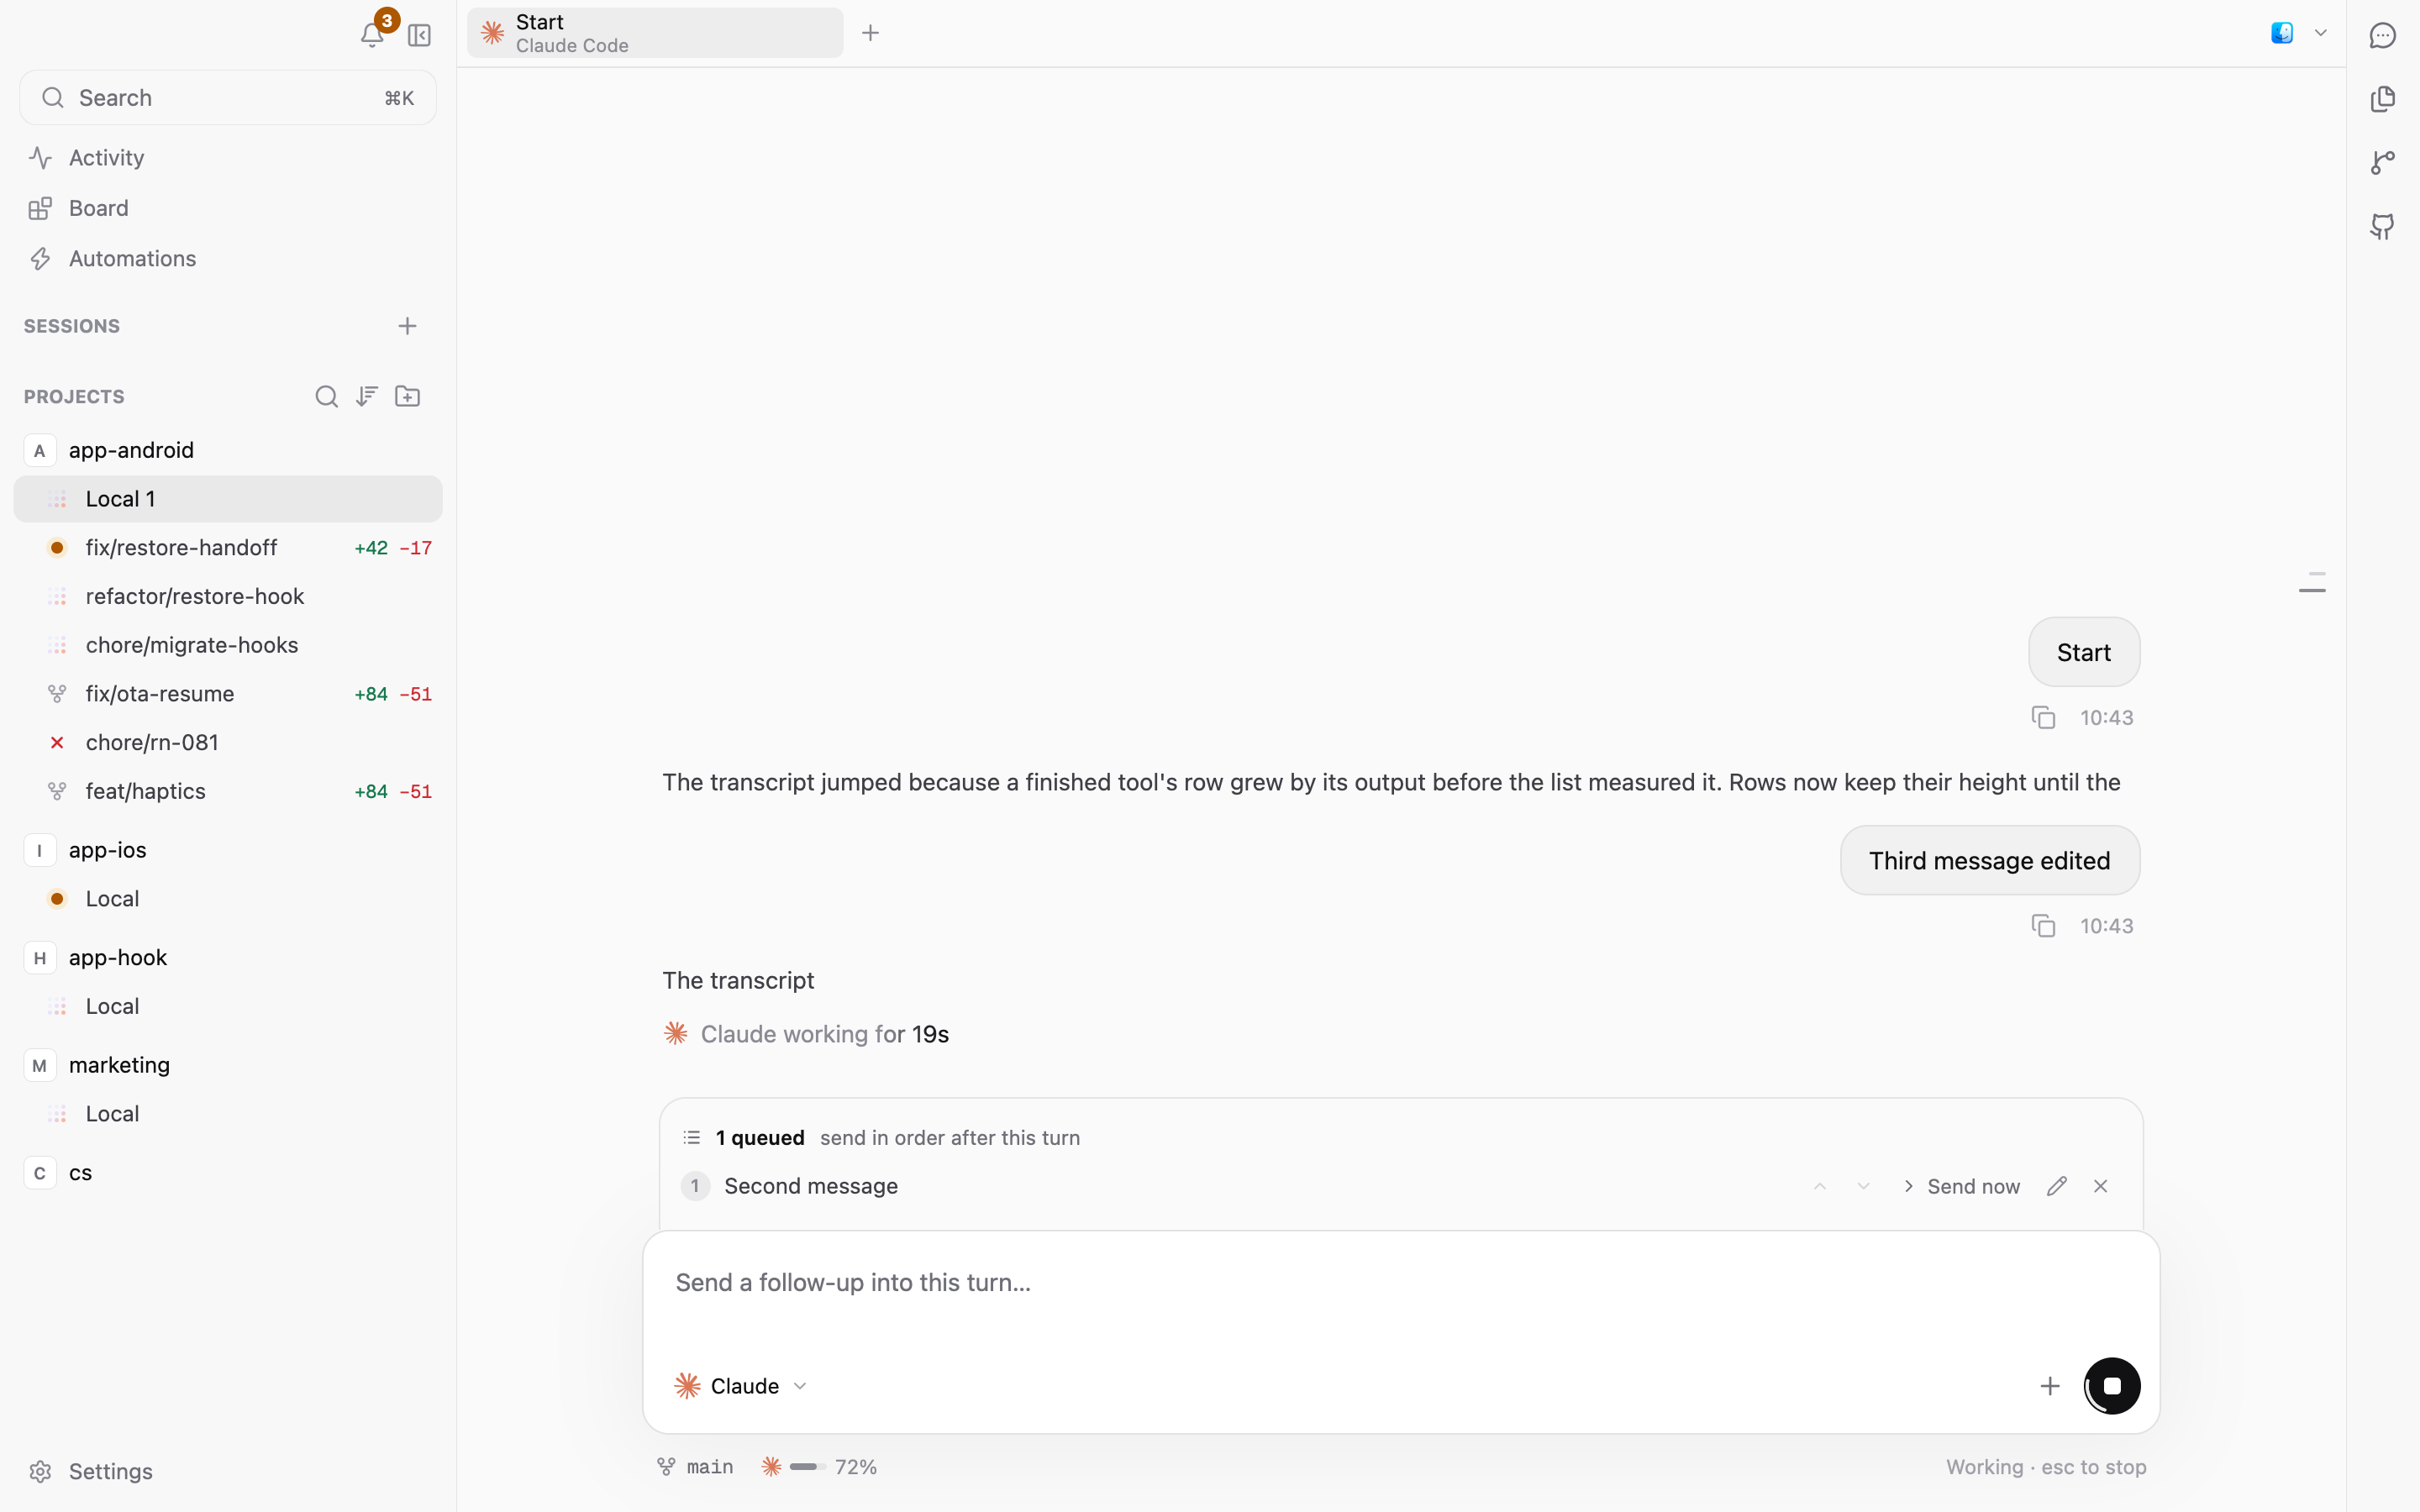 3
Search ⌘K
Activity
Board
Automations
SESSIONS
PROJECTS
A app-android
Local 1
fix/restore-handoff +42 −17
refactor/restore-hook
chore/migrate-hooks
fix/ota-resume +84 −51
chore/rn-081
feat/haptics +84 −51
I app-ios
Local
H app-hook
Local
M marketing
Local
C cs
Settings
Start
Claude Code
Start
10:43
The transcript jumped because a finished tool's row grew by its output before the list measured it. Rows now keep their height until the
Third message edited
10:43
The transcript
Claude working for 19s
1 queued send in order after this turn
1 Second message Send now
Send a follow-up into this turn...
Claude
main 72% Working · esc to stop